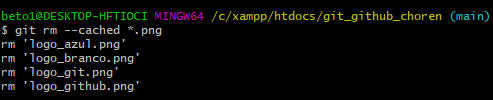 beto1@DESKTOP-HFTIOCI MINGW64 /c/xampp/htdocs/git_github_choren (main)
$ git rm --cached *.png
rm 'logo_azul.png'
rm 'logo_branco.png'
rm 'logo_git.png'
rm 'logo_github.png'